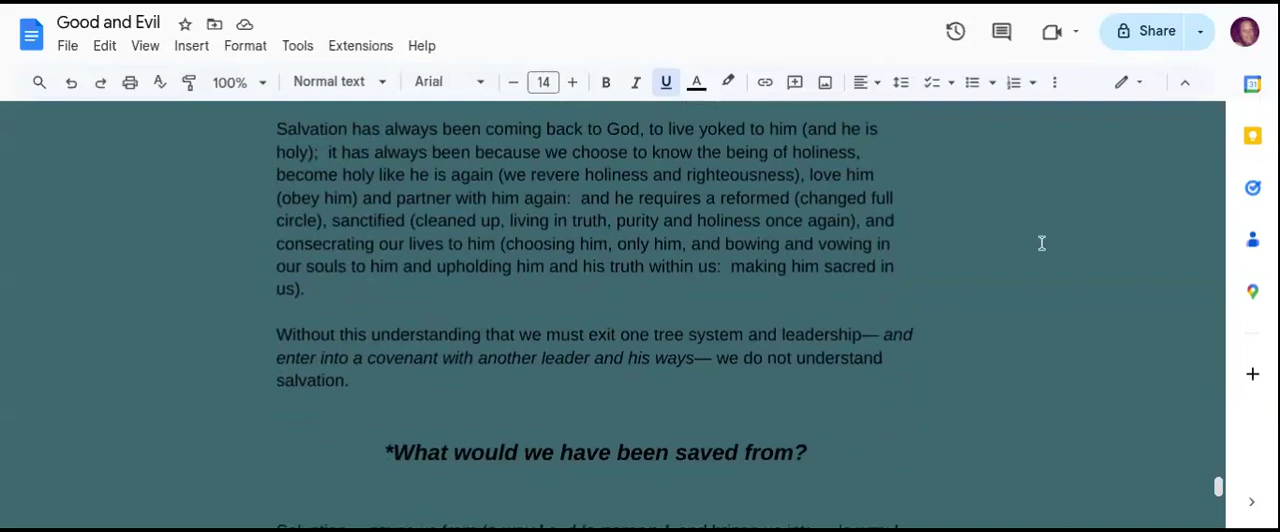 Good and Evil
File Edit View Insert Format Tools Extensions Help
Share
100% Normal text Arial 14 B I U A
Salvation has always been coming back to God, to live yoked to him (and he is
holy);  it has always been because we choose to know the being of holiness,
become holy like he is again (we revere holiness and righteousness), love him
(obey him) and partner with him again:  and he requires a reformed (changed full
circle), sanctified (cleaned up, living in truth, purity and holiness once again), and
consecrating our lives to him (choosing him, only him, and bowing and vowing in
our souls to him and upholding him and his truth within us:  making him sacred in
us).
Without this understanding that we must exit one tree system and leadership— and
enter into a covenant with another leader and his ways— we do not understand
salvation.
*What would we have been saved from?